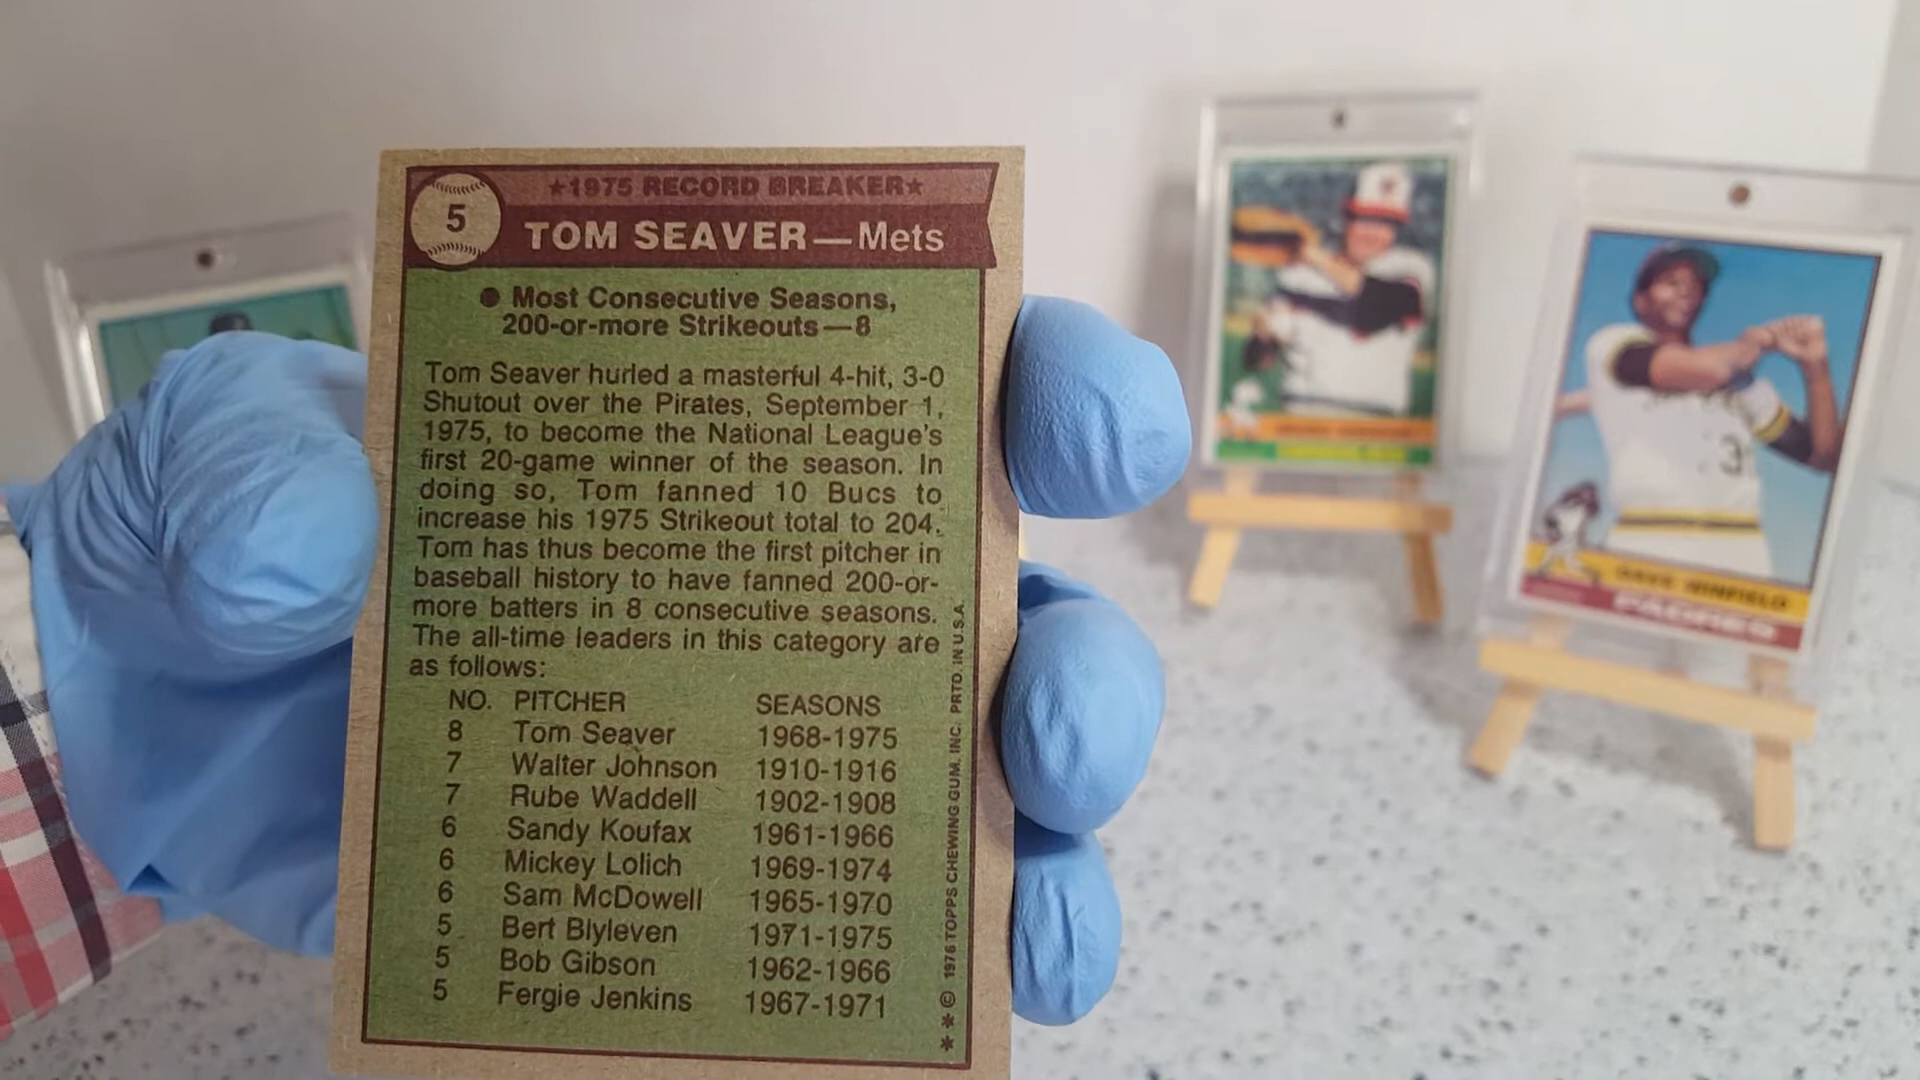 ★1975 RECORD BREAKER★
5
TOM SEAVER—Mets
● Most Consecutive Seasons,
200-or-more Strikeouts—8
Tom Seaver hurled a masterful 4-hit, 3-0
Shutout over the Pirates, September 1,
1975, to become the National League's
first 20-game winner of the season. In
doing so, Tom fanned 10 Bucs to
increase his 1975 Strikeout total to 204.
Tom has thus become the first pitcher in
baseball history to have fanned 200-or-
more batters in 8 consecutive seasons.
The all-time leaders in this category are
as follows:
NO. PITCHER SEASONS
8 Tom Seaver 1968-1975
7 Walter Johnson 1910-1916
7 Rube Waddell 1902-1908
6 Sandy Koufax 1961-1966
6 Mickey Lolich 1969-1974
6 Sam McDowell 1965-1970
5 Bert Blyleven 1971-1975
5 Bob Gibson 1962-1966
5 Fergie Jenkins 1967-1971
* * © 1976 TOPPS CHEWING GUM, INC. PRTD. IN U.S.A.
DAVE WINFIELD
PADRES